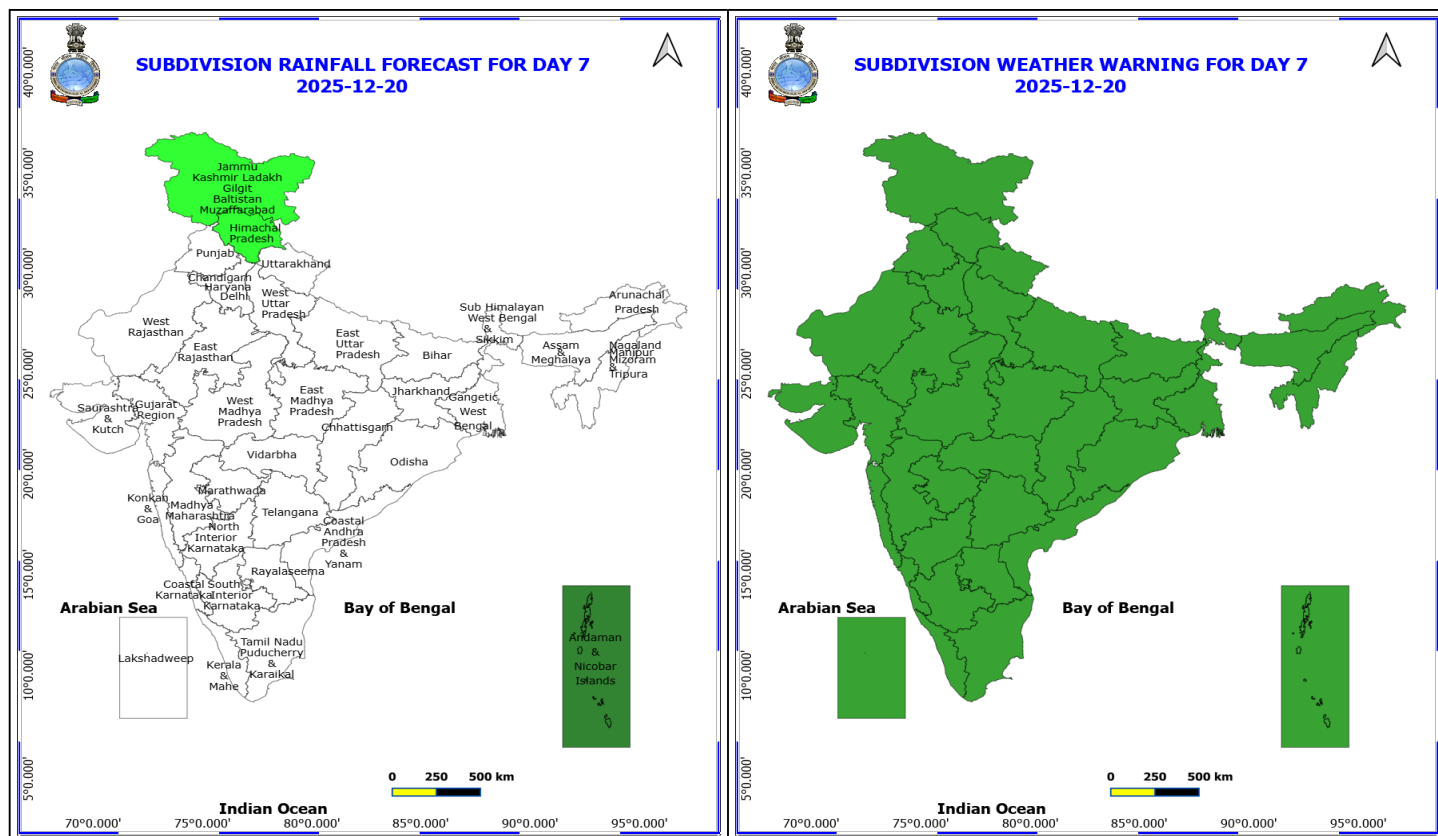 SUBDIVISION RAINFALL FORECAST FOR DAY 7
2025-12-20
40°0.000'
35°0.000'
30°0.000'
25°0.000'
20°0.000'
15°0.000'
10°0.000'
5°0.000'
Jammu
Kashmir Ladakh
Gilgit
Baltistan
Muzaffarabad
Himachal
Pradesh
Punjab
Uttarakhand
Chandigarh
Haryana
Delhi
West
Uttar
Pradesh
West
Rajasthan
East
Rajasthan
East
Uttar
Pradesh
Bihar
Sub Himalayan
West Bengal
&
Sikkim
Arunachal
Pradesh
Assam
&
Meghalaya
Nagaland
Manipur
Mizoram
&
Tripura
Saurashtra
&
Kutch
Gujarat
Region
West
Madhya
Pradesh
East
Madhya
Pradesh
Jharkhand
Gangetic
West
Bengal
Chhattisgarh
Vidarbha
Odisha
Konkan
&
Goa
Madhya
Maharashtra
Marathwada
Telangana
North
Interior
Karnataka
Coastal
Andhra
Pradesh
&
Yanam
Rayalaseema
Coastal
Karnataka
South
Interior
Karnataka
Arabian Sea
Bay of Bengal
Lakshadweep
Tamil Nadu
Puducherry
&
Karaikal
Kerala
&
Mahe
Andaman
&
Nicobar
Islands
0 250 500 km
Indian Ocean
70°0.000' 75°0.000' 80°0.000' 85°0.000' 90°0.000' 95°0.000'
SUBDIVISION WEATHER WARNING FOR DAY 7
2025-12-20
40°0.000'
35°0.000'
30°0.000'
25°0.000'
20°0.000'
15°0.000'
10°0.000'
5°0.000'
Arabian Sea
Bay of Bengal
0 250 500 km
Indian Ocean
70°0.000' 75°0.000' 80°0.000' 85°0.000' 90°0.000' 95°0.000'